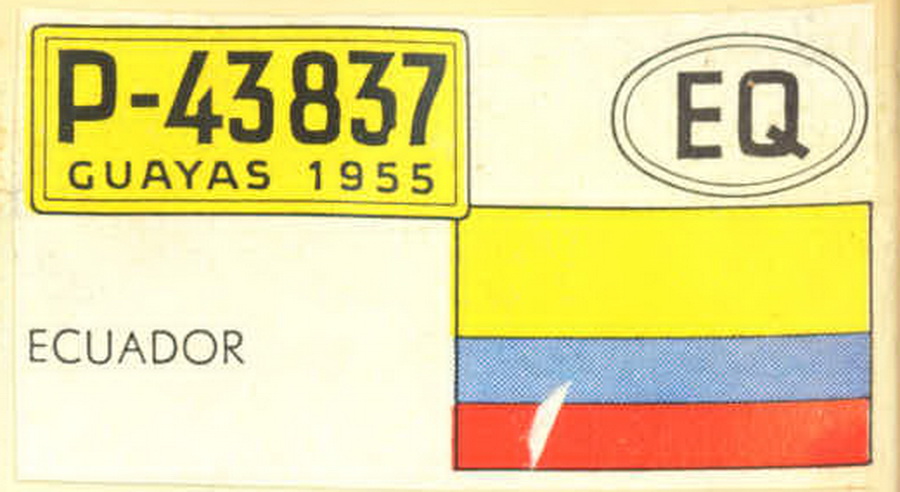 P-43837
GUAYAS 1955
EQ
ECUADOR